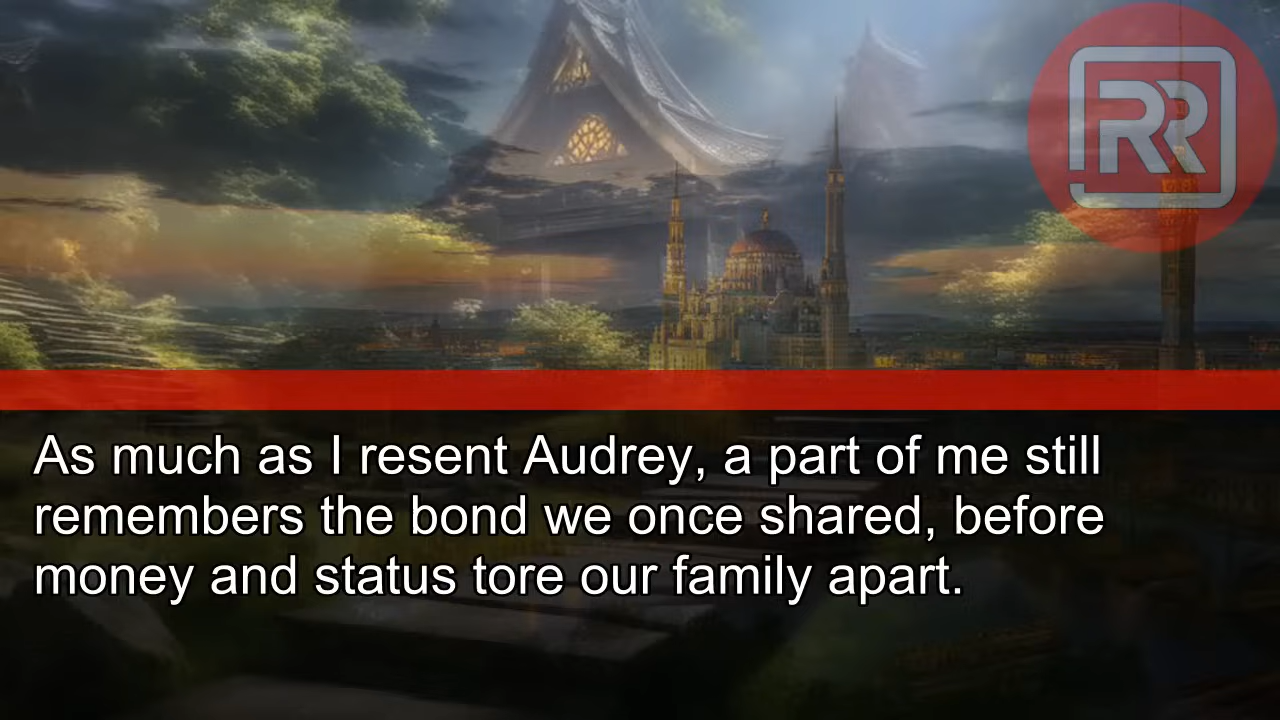 RR
As much as I resent Audrey, a part of me still
remembers the bond we once shared, before
money and status tore our family apart.